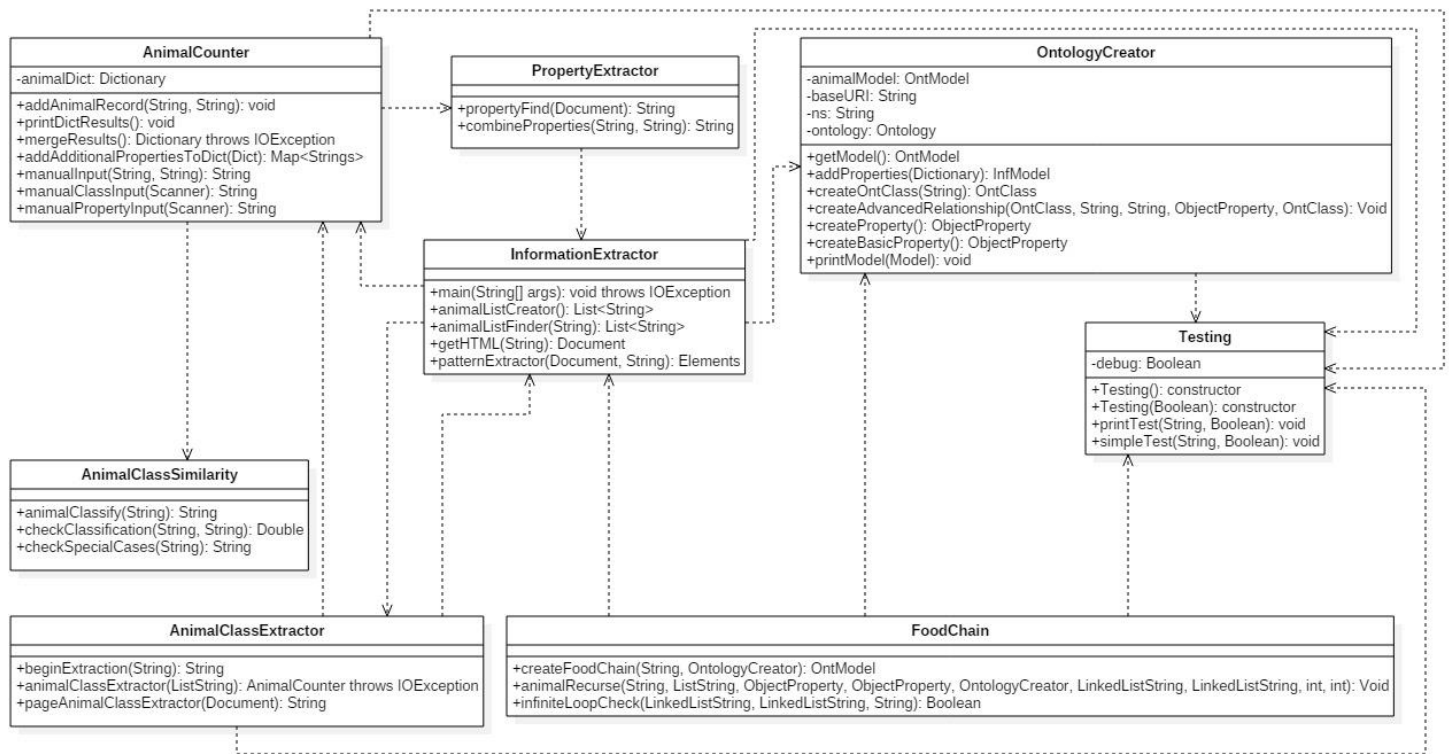 AnimalCounter
-animalDict: Dictionary
+addAnimalRecord(String, String): void
+printDictResults(): void
+mergeResults(): Dictionary throws IOException
+addAdditionalPropertiesToDict(Dict): Map<Strings>
+manualInput(String, String): String
+manualClassInput(Scanner): String
+manualPropertyInput(Scanner): String
PropertyExtractor
+propertyFind(Document): String
+combineProperties(String, String): String
OntologyCreator
-animalModel: OntModel
-baseURI: String
-ns: String
-ontology: Ontology
+getModel(): OntModel
+addProperties(Dictionary): InfModel
+createOntClass(String): OntClass
+createAdvancedRelationship(OntClass, String, String, ObjectProperty, OntClass): Void
+createProperty(): ObjectProperty
+createBasicProperty(): ObjectProperty
+printModel(Model): void
InformationExtractor
+main(String[] args): void throws IOException
+animalListCreator(): List<String>
+animalListFinder(String): List<String>
+getHTML(String): Document
+patternExtractor(Document, String): Elements
Testing
-debug: Boolean
+Testing(): constructor
+Testing(Boolean): constructor
+printTest(String, Boolean): void
+simpleTest(String, Boolean): void
AnimalClassSimilarity
+animalClassify(String): String
+checkClassification(String, String): Double
+checkSpecialCases(String): String
AnimalClassExtractor
+beginExtraction(String): String
+animalClassExtractor(ListString): AnimalCounter throws IOException
+pageAnimalClassExtractor(Document): String
FoodChain
+createFoodChain(String, OntologyCreator): OntModel
+animalRecurse(String, ListString, ObjectProperty, ObjectProperty, OntologyCreator, LinkedListString, LinkedListString, int, int): Void
+infiniteLoopCheck(LinkedListString, LinkedListString, String): Boolean